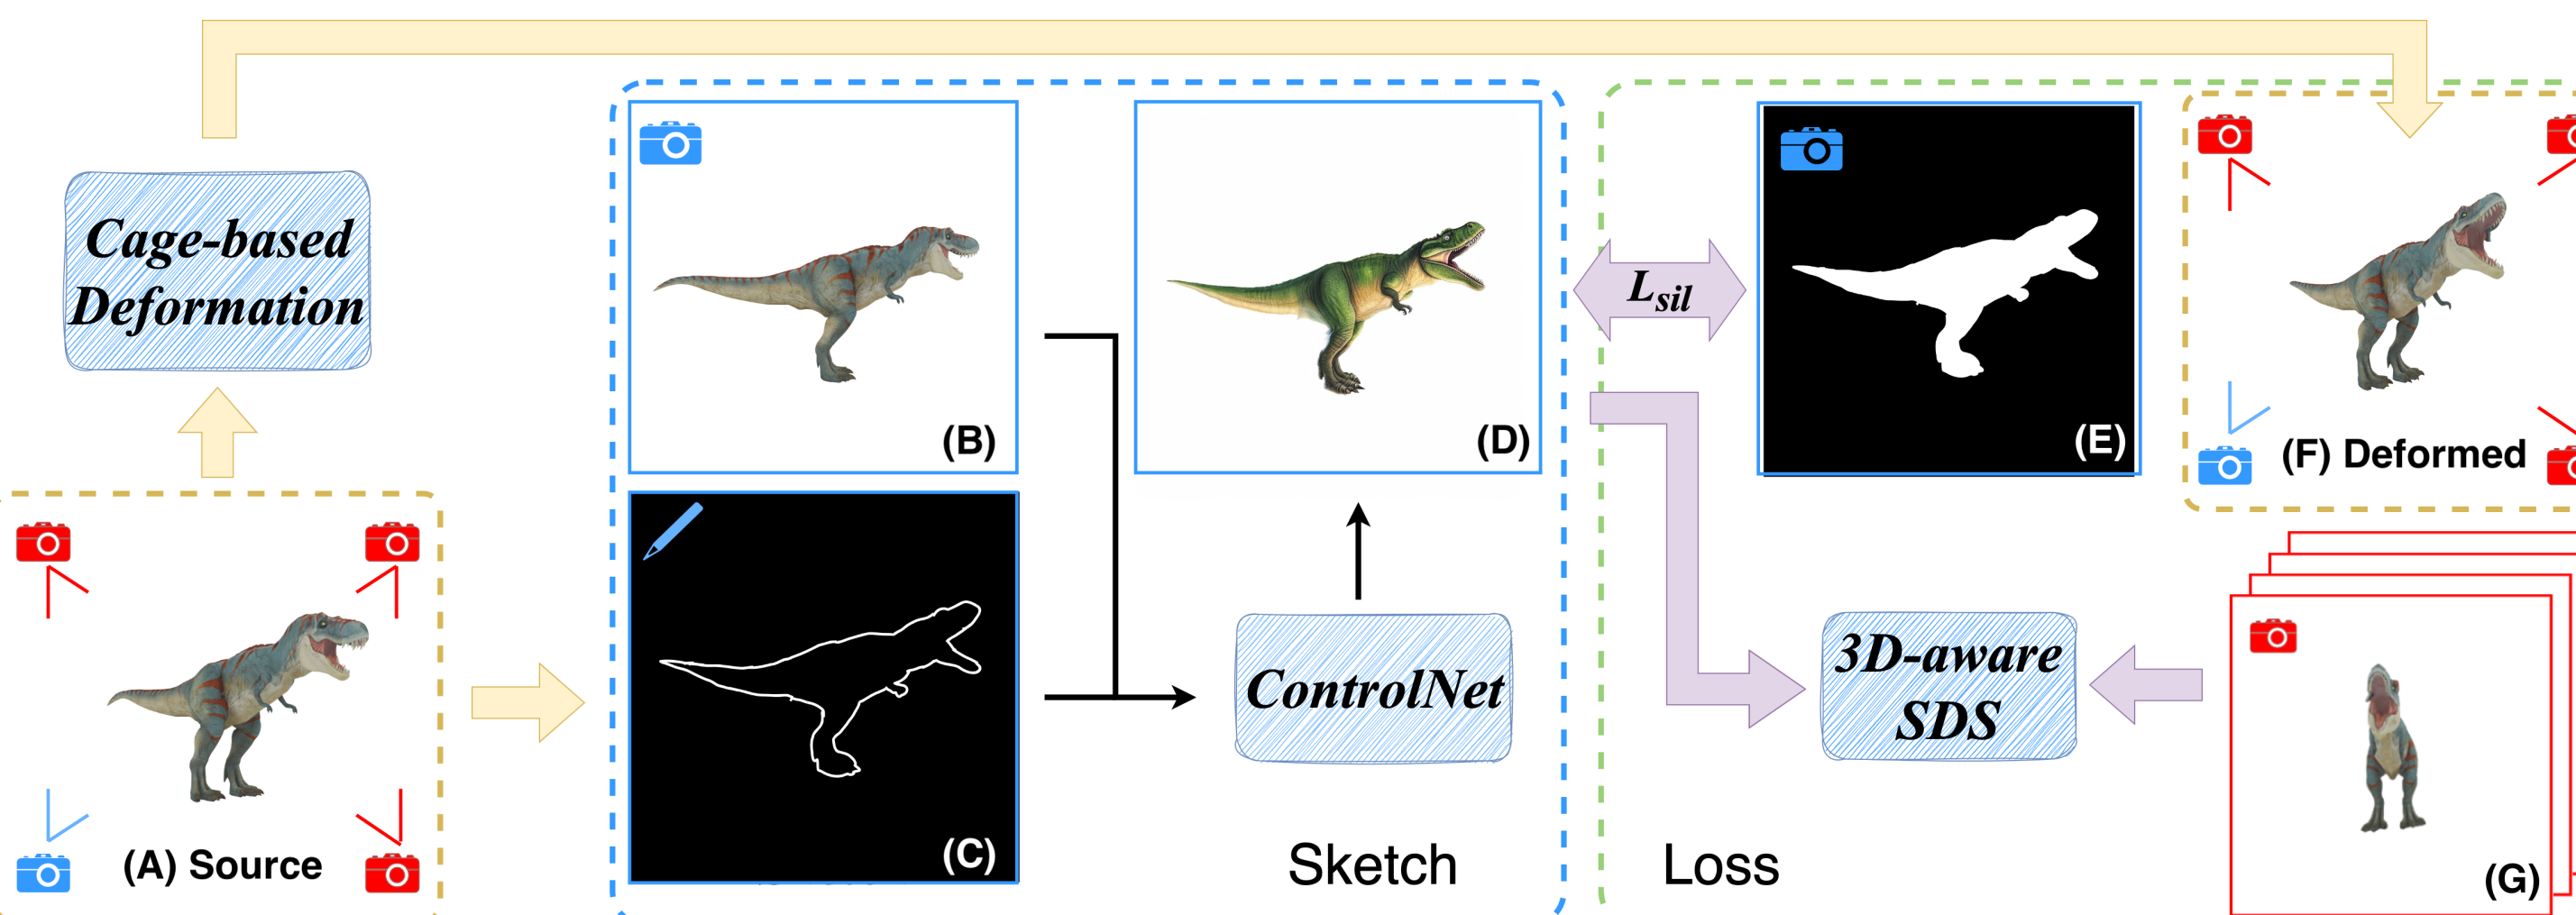 Cage-based
Deformation
(A) Source
(B)
(C)
(D)
ControlNet
Sketch
L_sil
(E)
(F) Deformed
3D-aware
SDS
Loss
(G)